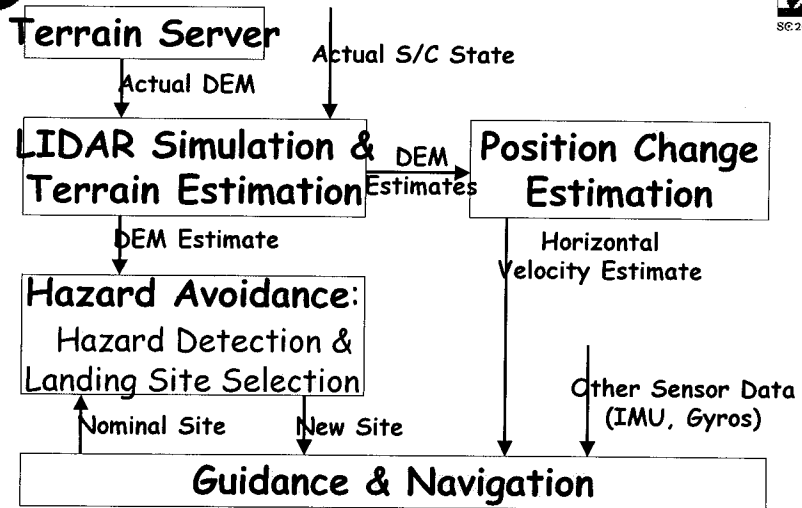 Terrain Server
Actual S/C State
Actual DEM
LIDAR Simulation &
Terrain Estimation
DEM
Estimates
Position Change
Estimation
DEM Estimate
Horizontal
Velocity Estimate
Hazard Avoidance:
Hazard Detection &
Landing Site Selection
Other Sensor Data
(IMU, Gyros)
Nominal Site
New Site
Guidance & Navigation